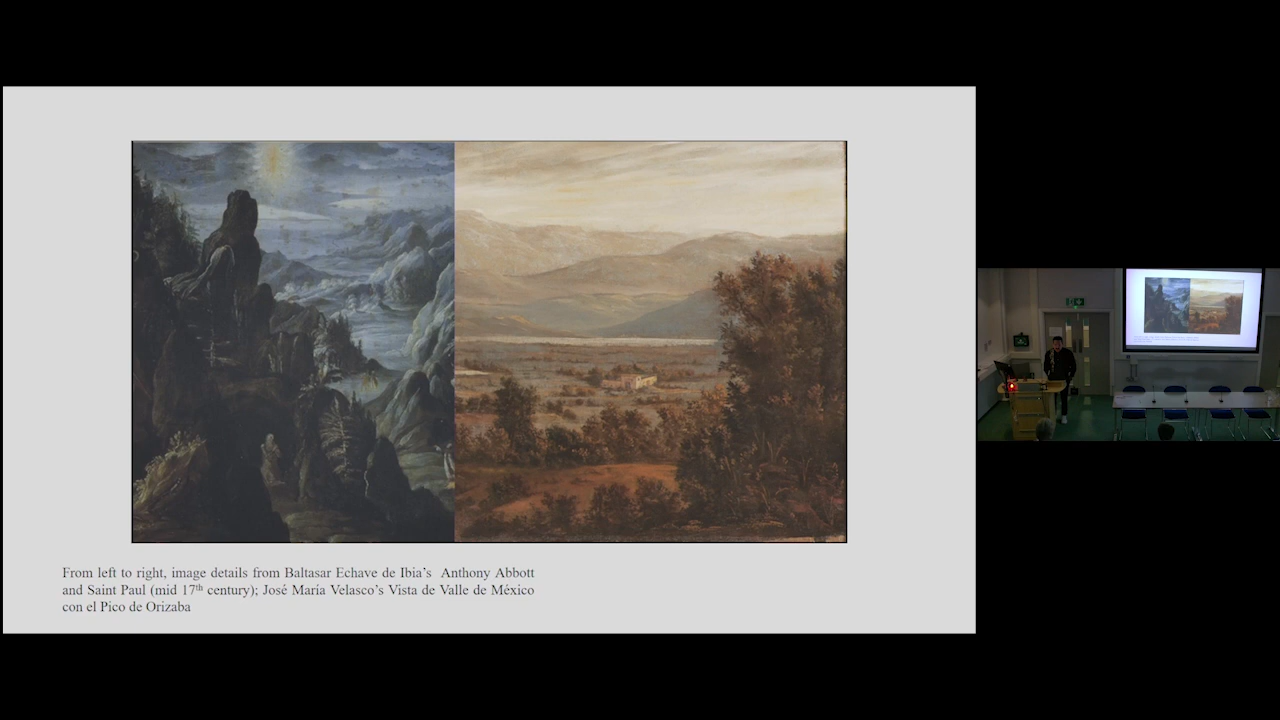 From left to right, image details from Baltasar Echave de Ibia’s  Anthony Abbott
and Saint Paul (mid 17th century); José María Velasco’s Vista de Valle de México
con el Pico de Orizaba